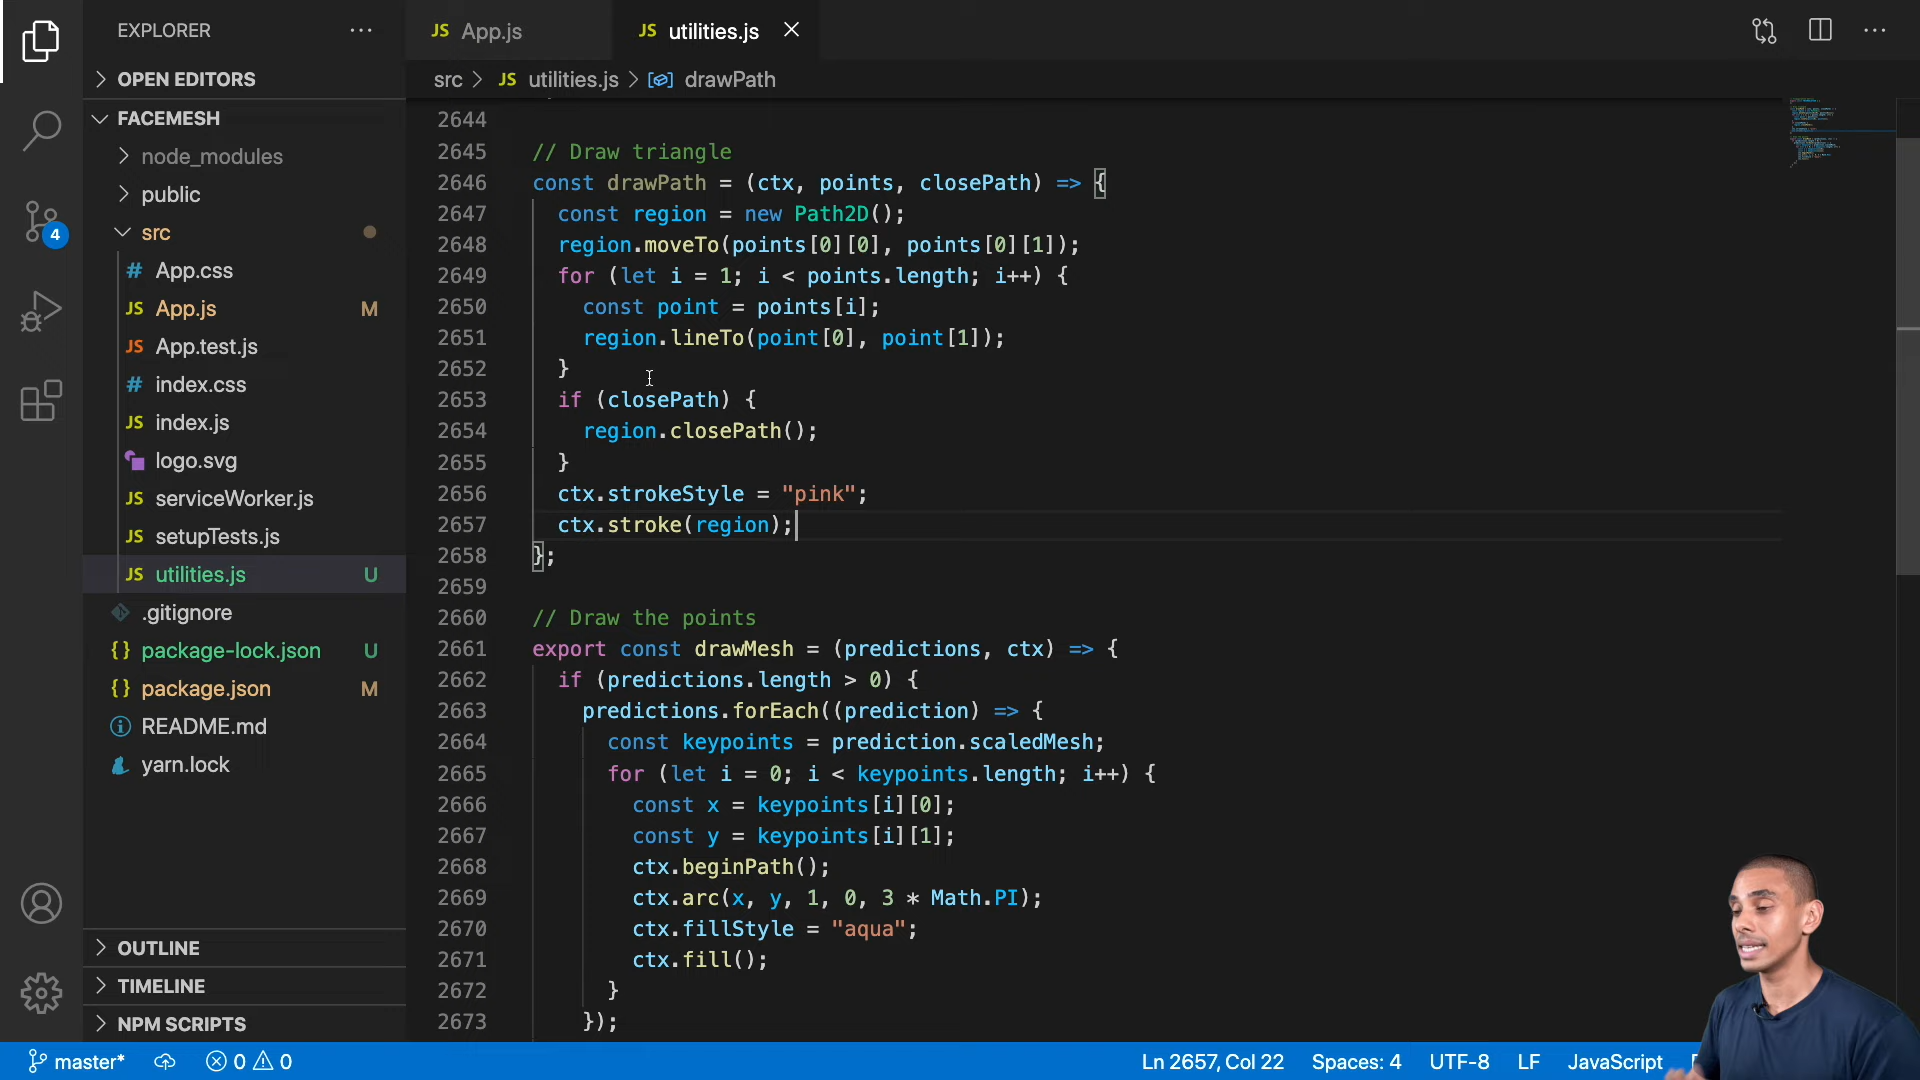 EXPLORER
OPEN EDITORS
FACEMESH
node_modules
public
src
# App.css
JS App.js M
JS App.test.js
# index.css
JS index.js
logo.svg
JS serviceWorker.js
JS setupTests.js
JS utilities.js U
.gitignore
{} package-lock.json U
{} package.json M
README.md
yarn.lock
OUTLINE
TIMELINE
NPM SCRIPTS
4
JS App.js
JS utilities.js
src > JS utilities.js > drawPath
2644
2645 // Draw triangle
2646 const drawPath = (ctx, points, closePath) => {
2647 const region = new Path2D();
2648 region.moveTo(points[0][0], points[0][1]);
2649 for (let i = 1; i < points.length; i++) {
2650 const point = points[i];
2651 region.lineTo(point[0], point[1]);
2652 }
2653 if (closePath) {
2654 region.closePath();
2655 }
2656 ctx.strokeStyle = "pink";
2657 ctx.stroke(region);
2658 };
2659
2660 // Draw the points
2661 export const drawMesh = (predictions, ctx) => {
2662 if (predictions.length > 0) {
2663 predictions.forEach((prediction) => {
2664 const keypoints = prediction.scaledMesh;
2665 for (let i = 0; i < keypoints.length; i++) {
2666 const x = keypoints[i][0];
2667 const y = keypoints[i][1];
2668 ctx.beginPath();
2669 ctx.arc(x, y, 1, 0, 3 * Math.PI);
2670 ctx.fillStyle = "aqua";
2671 ctx.fill();
2672 }
2673 });
master* 0 0 Ln 2657, Col 22 Spaces: 4 UTF-8 LF JavaScript